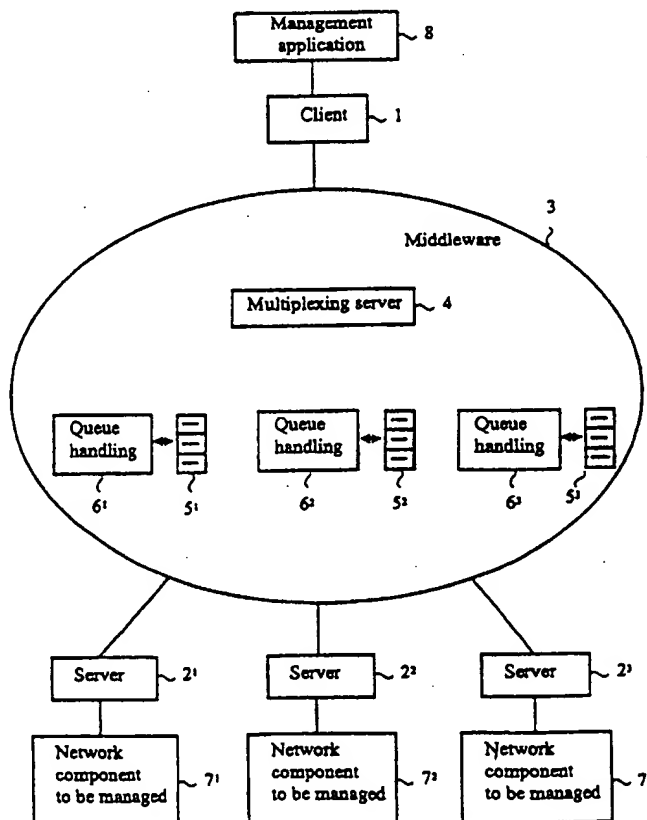 Management
application
8
Client
1
3
Middleware
Multiplexing server
4
Queue
handling
Queue
handling
Queue
handling
6¹
5¹
6²
5²
6³
5³
Server
2¹
Server
2²
Server
2³
Network
component
to be managed
7¹
Network
component
to be managed
7²
Network
component
to be managed
7